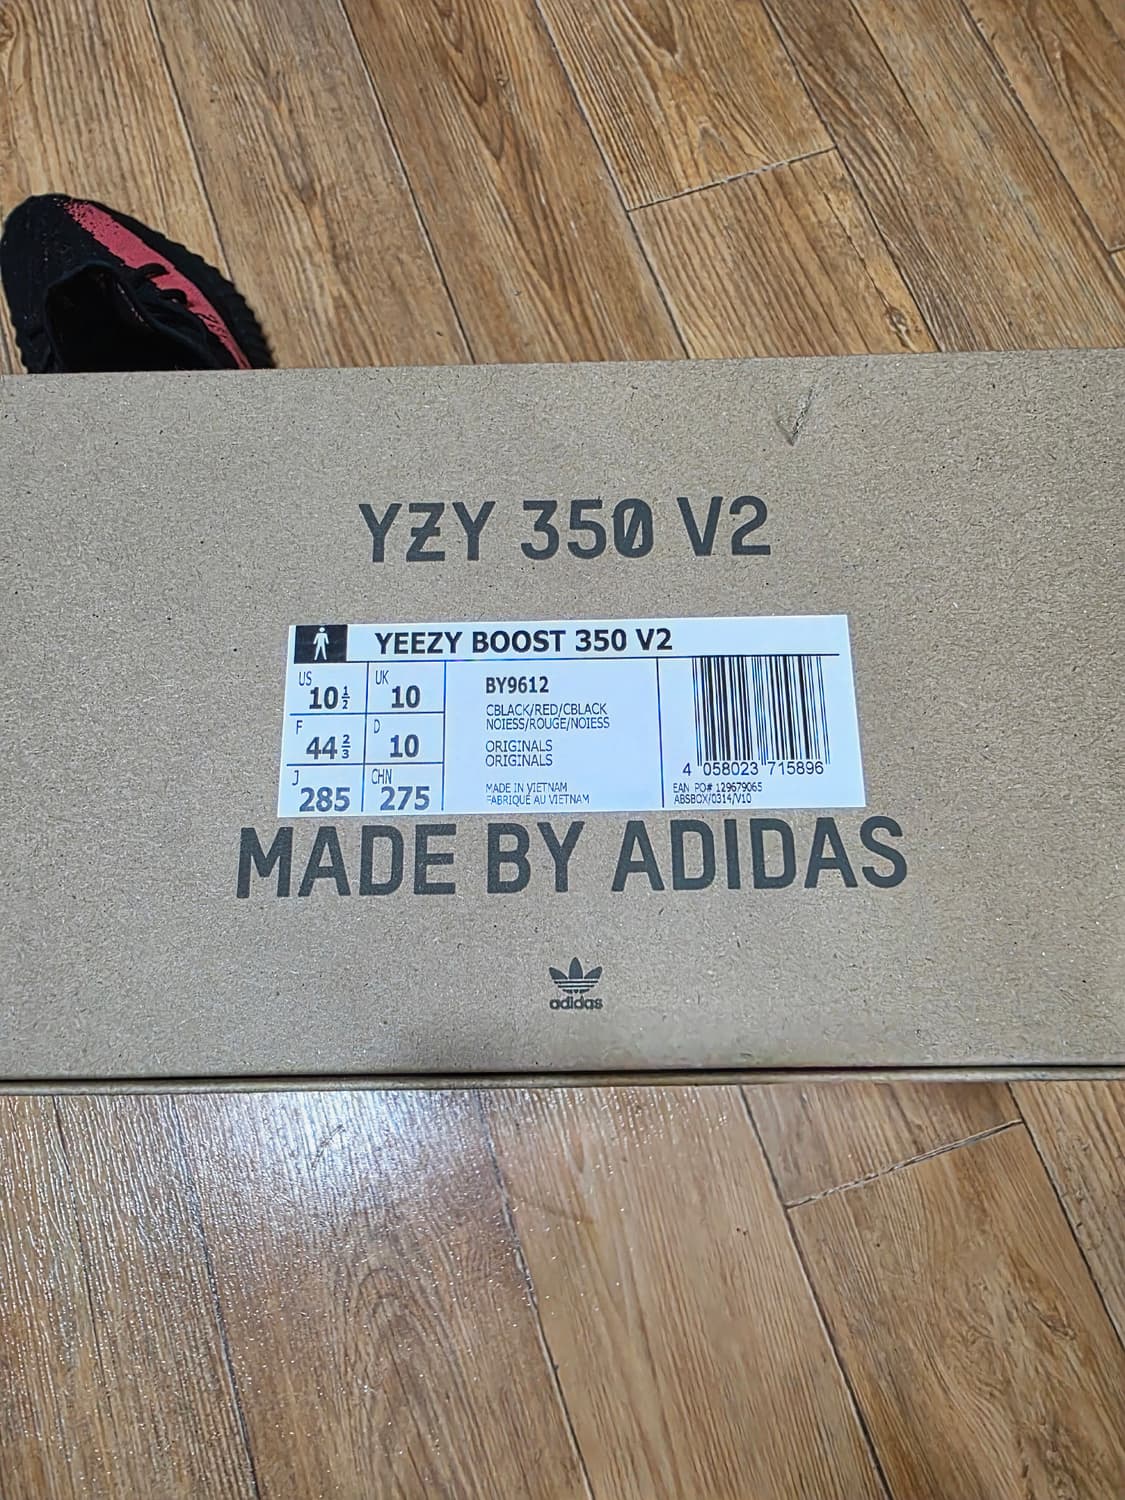 YZY 350 V2
YEEZY BOOST 350 V2
US 10½
UK 10
F 44⅔
D 10
J 285
CHN 275
BY9612
CBLACK/RED/CBLACK
NOIESS/ROUGE/NOIESS
ORIGINALS
ORIGINALS
MADE IN VIETNAM
FABRIQUÉ AU VIETNAM
4 058023 715896
EAN PO# 129679065
ABSBOX/0314/V10
MADE BY ADIDAS
adidas